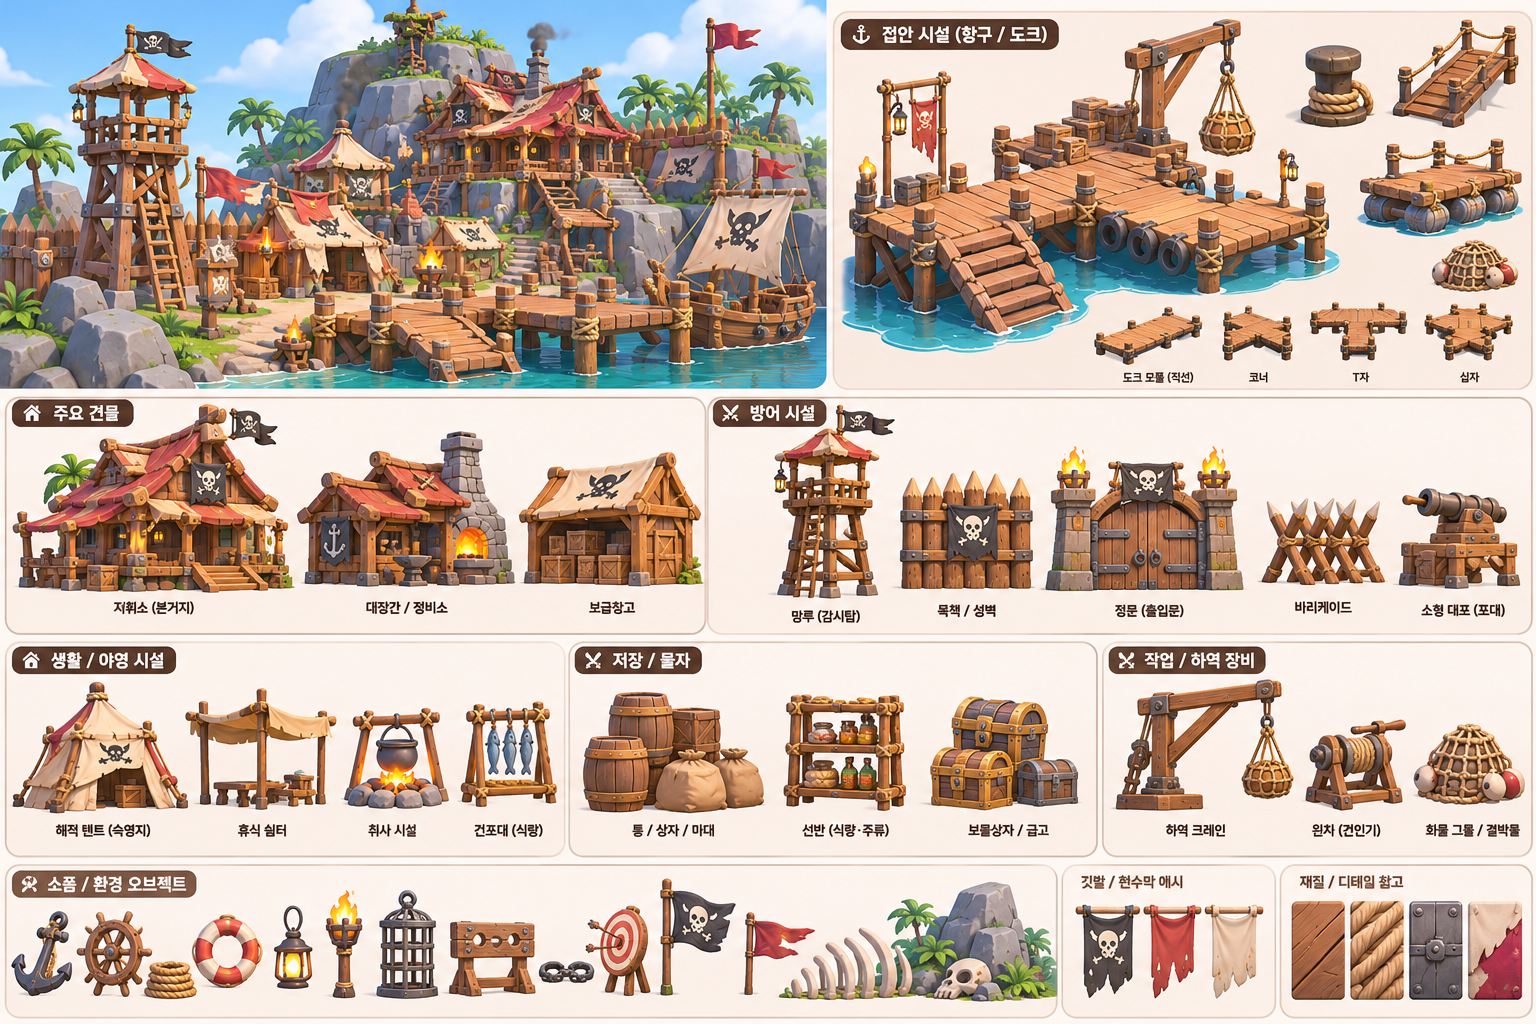 접안 시설 (항구 / 도크)
도크 모듈 (직선)
코너
T자
십자
주요 건물
지휘소 (본거지)
대장간 / 정비소
보급창고
방어 시설
망루 (감시탑)
목책 / 성벽
정문 (출입문)
바리케이드
소형 대포 (포대)
생활 / 야영 시설
해적 텐트 (숙영지)
휴식 쉼터
취사 시설
건포대 (식량)
저장 / 물자
통 / 상자 / 마대
선반 (식량·주류)
보물상자 / 금고
작업 / 하역 장비
하역 크레인
윈차 (견인기)
화물 그물 / 결박물
소품 / 환경 오브젝트
깃발 / 현수막 예시
재질 / 디테일 참고